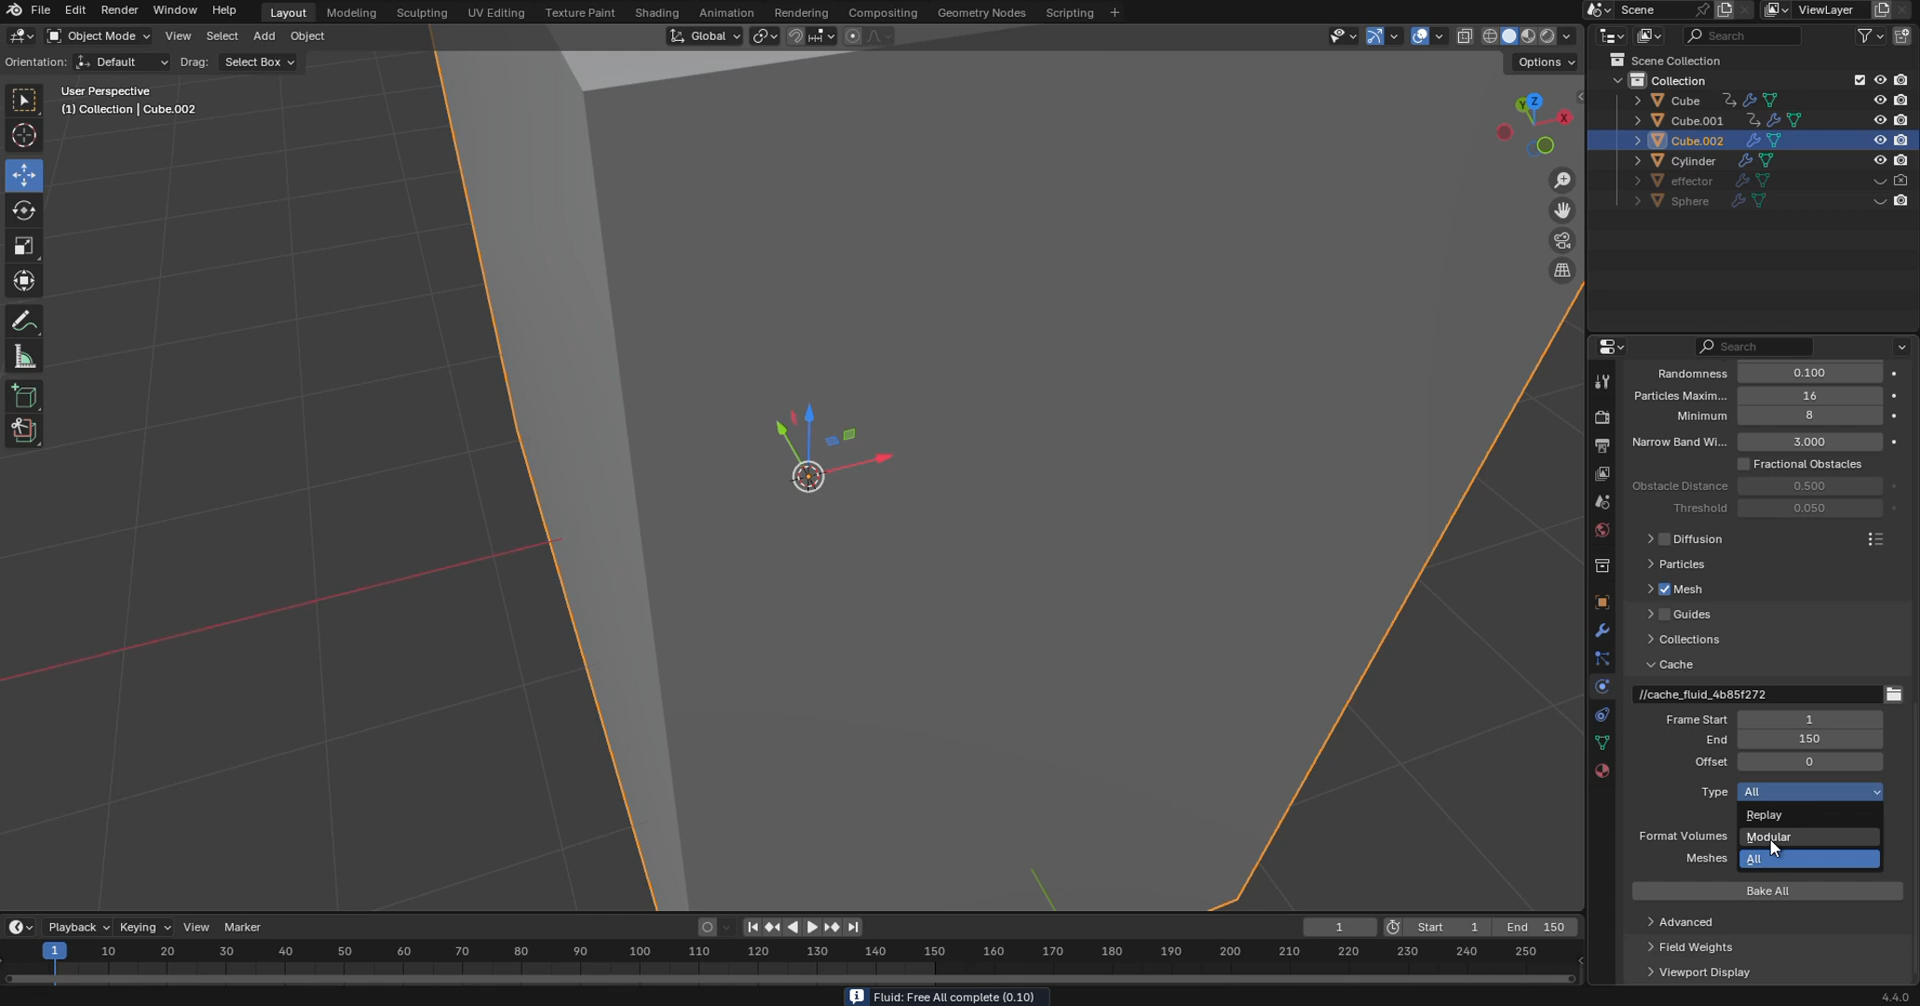 File Edit Render Window Help Layout Modeling Sculpting UV Editing Texture Paint Shading Animation Rendering Compositing Geometry Nodes Scripting + Scene ViewLayer
Object Mode View Select Add Object Global Search
Orientation: Default Drag: Select Box Options
User Perspective
(1) Collection | Cube.002
Z
Y
X
Scene Collection
Collection
Cube
Cube.001
Cube.002
Cylinder
effector
Sphere
Search
Randomness 0.100
Particles Maxim... 16
Minimum 8
Narrow Band Wi... 3.000
Fractional Obstacles
Obstacle Distance 0.500
Threshold 0.050
Diffusion
Particles
Mesh
Guides
Collections
Cache
//cache_fluid_4b85f272
Frame Start 1
End 150
Offset 0
Type All
Replay
Format Volumes Modular
Meshes All
Bake All
Advanced
Field Weights
Viewport Display
Playback Keying View Marker 1 Start 1 End 150
1 10 20 30 40 50 60 70 80 90 100 110 120 130 140 150 160 170 180 190 200 210 220 230 240 250
Fluid: Free All complete (0.10) 4.4.0